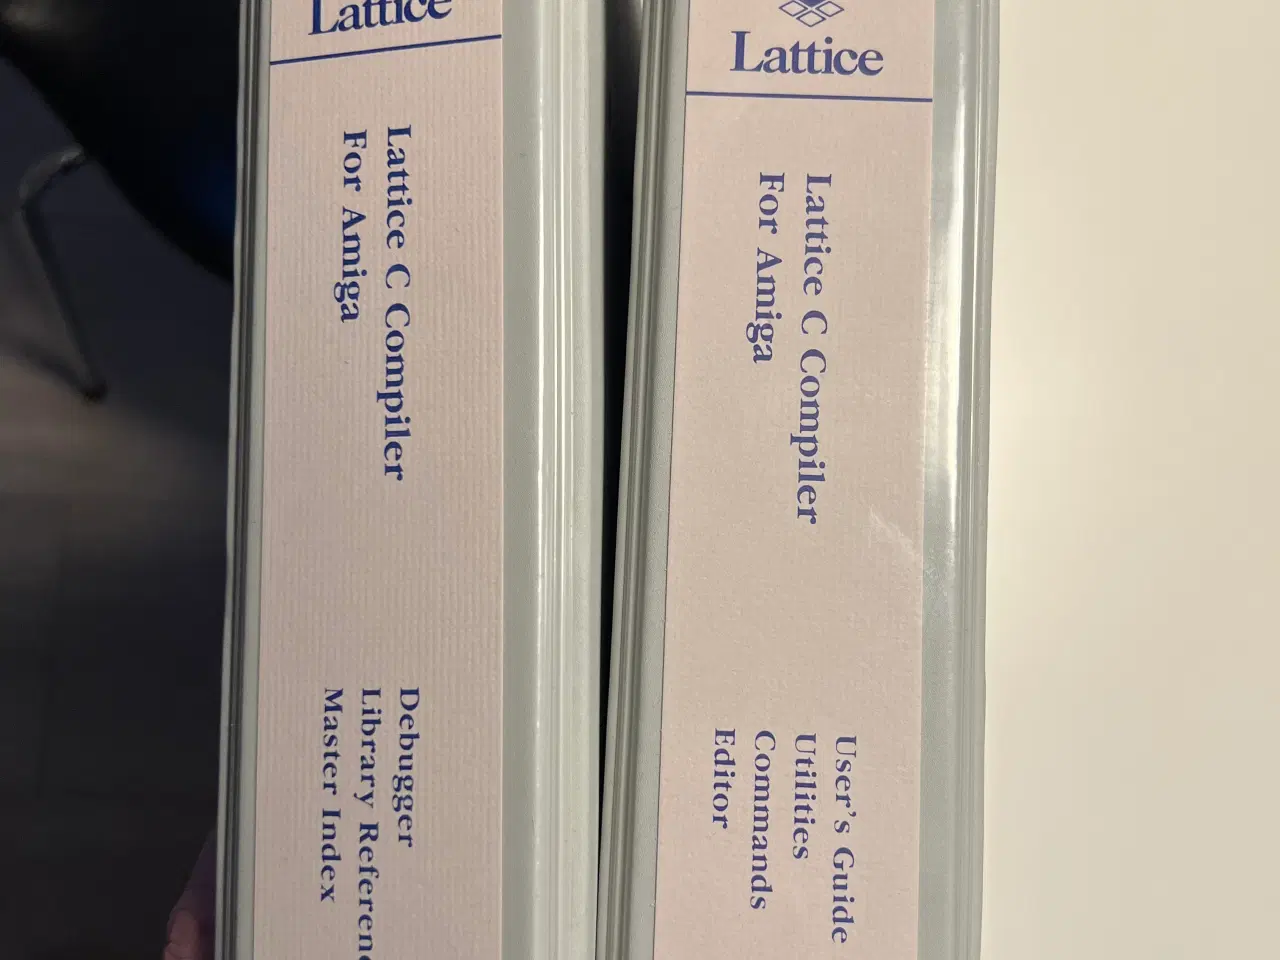 Lattice
Lattice C Compiler
For Amiga
Debugger
Library
Master Index
Lattice
Lattice C Compiler
For Amiga
User's Guide
Utilities
Commands
Editor